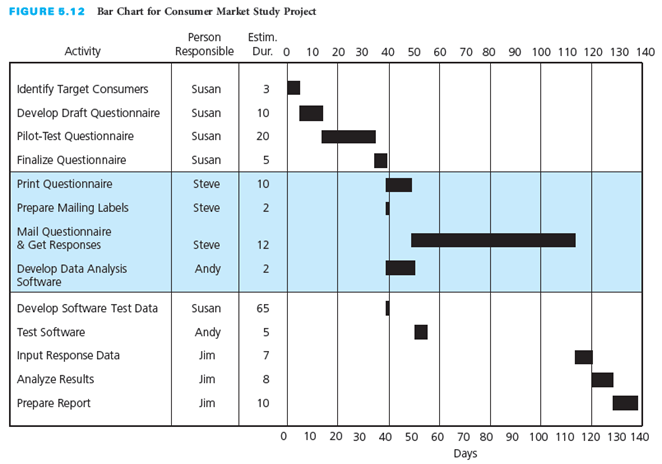 FIGURE 5.12 Bar Chart for Consumer Market Study Project
Person Estim.
Activity Responsible Dur. 0 10 20 30 40 50 60 70 80 90 100 110 120 130 140
Identify Target Consumers Susan 3
Develop Draft Questionnaire Susan 10
Pilot-Test Questionnaire Susan 20
Finalize Questionnaire Susan 5
Print Questionnaire Steve 10
Prepare Mailing Labels Steve 2
Mail Questionnaire
& Get Responses Steve 12
Develop Data Analysis Andy 2
Software
Develop Software Test Data Susan 65
Test Software Andy 5
Input Response Data Jim 7
Analyze Results Jim 8
Prepare Report Jim 10
0 10 20 30 40 50 60 70 80 90 100 110 120 130 140
Days